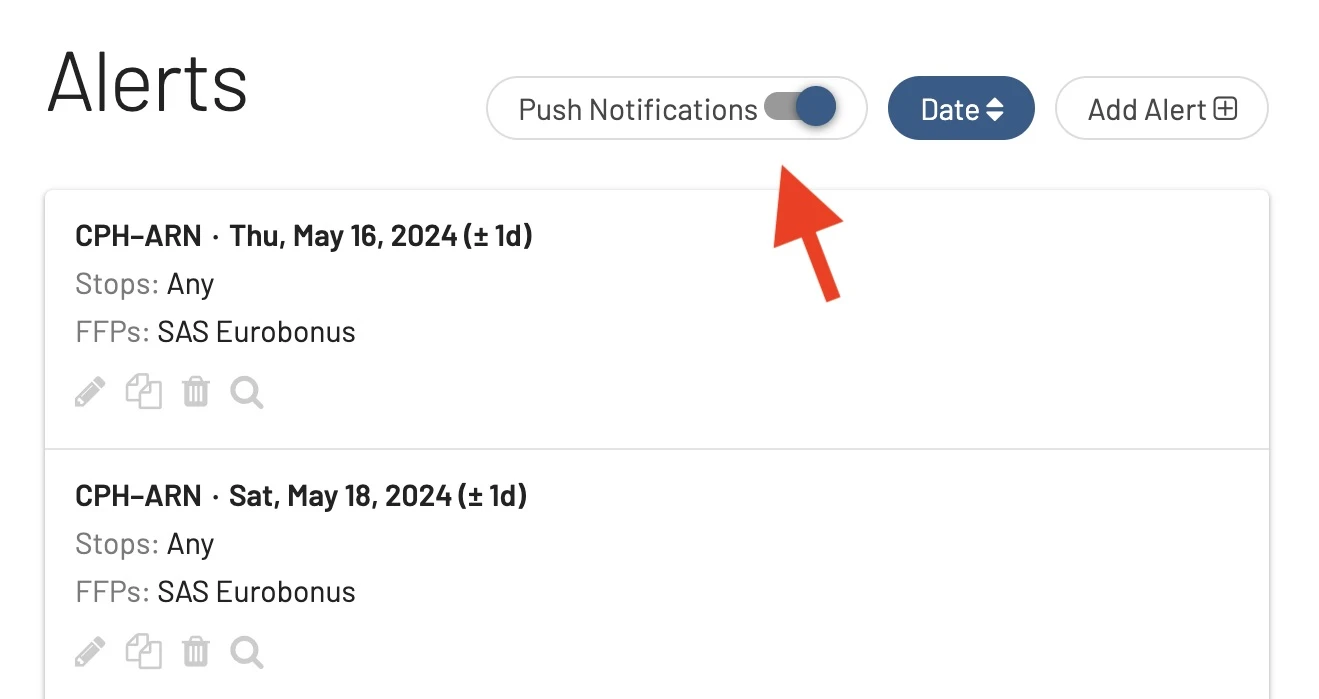 Alerts
Push Notifications
Date
Add Alert
CPH–ARN · Thu, May 16, 2024 (± 1d)
Stops: Any
FFPs: SAS Eurobonus
CPH–ARN · Sat, May 18, 2024 (± 1d)
Stops: Any
FFPs: SAS Eurobonus